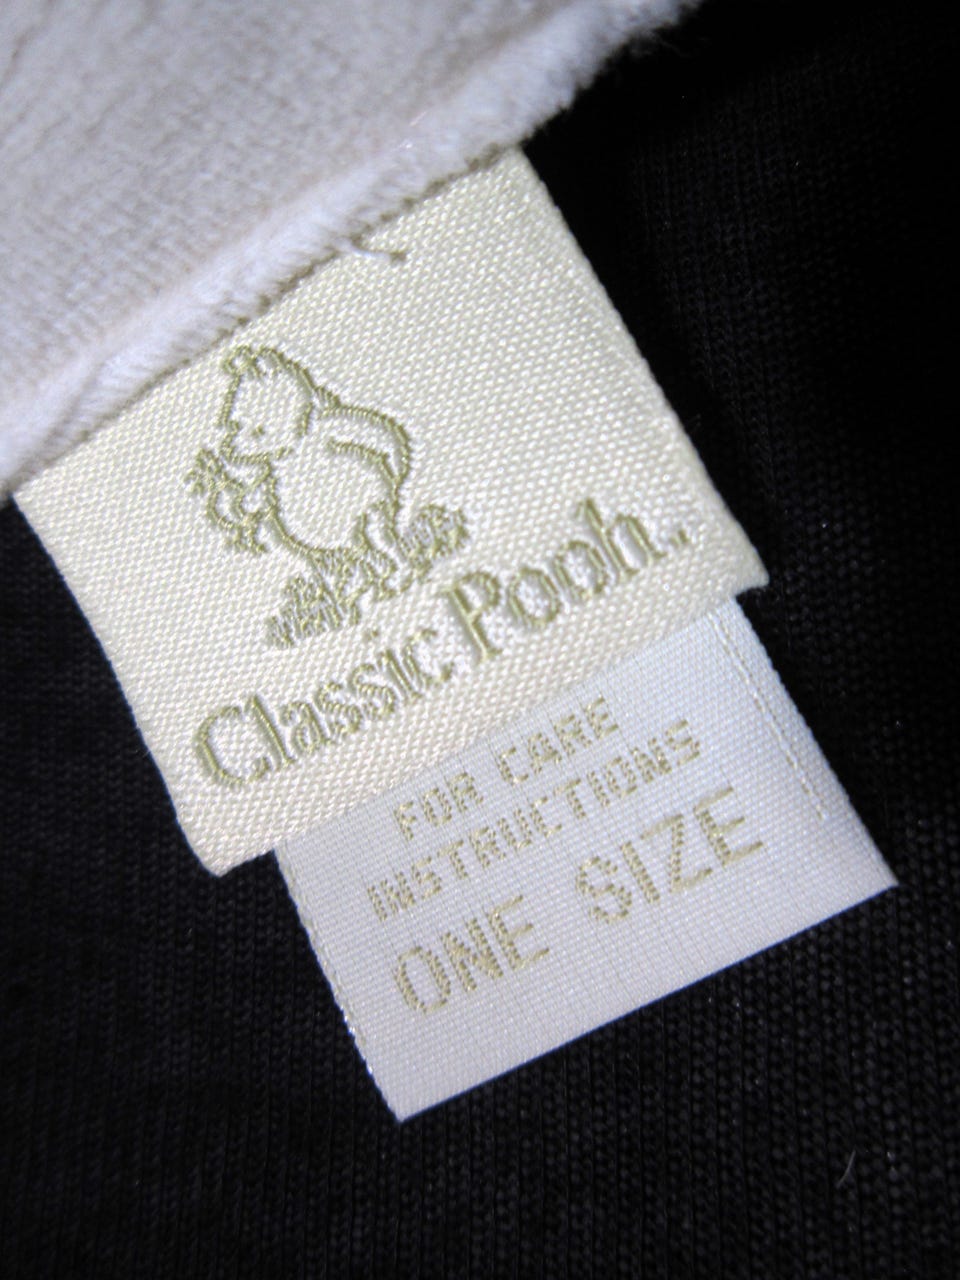 Classic Pooh.
FOR CARE
INSTRUCTIONS
ONE SIZE